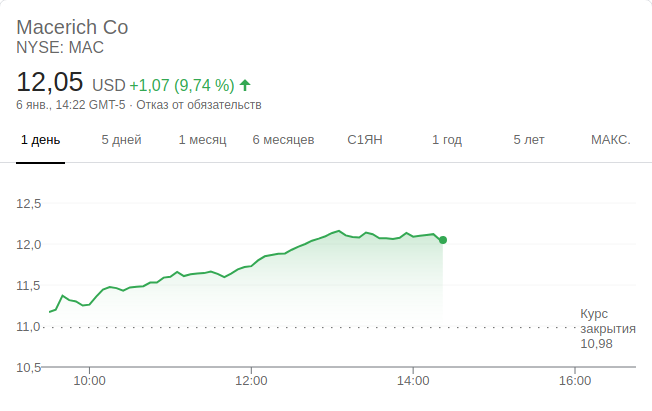 Macerich Co
NYSE: MAC
12,05 USD +1,07 (9,74 %)
6 янв., 14:22 GMT-5 · Отказ от обязательств
1 день 5 дней 1 месяц 6 месяцев С1ЯН 1 год 5 лет МАКС.
12,5
12,0
11,5
11,0
Курс
закрытия
10,98
10,5
10:00 12:00 14:00 16:00